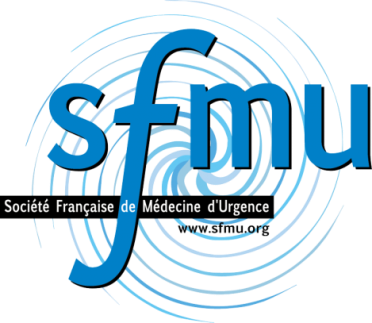 sfmu
Société Française de Médecine d'Urgence
www.sfmu.org